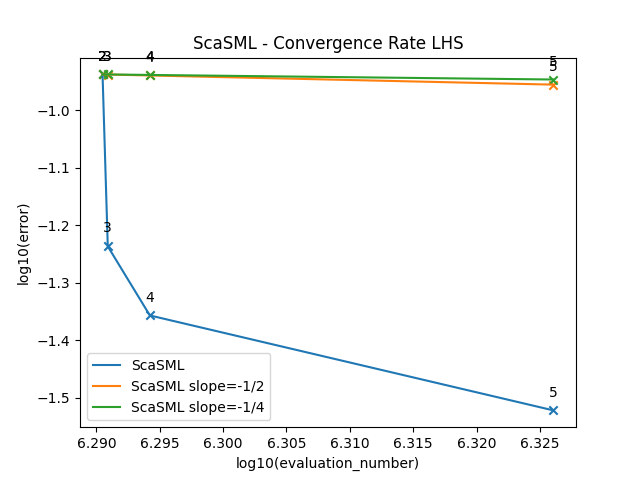 ScaSML - Convergence Rate LHS
2 3 4 5
5
3
4
5
−1.0
−1.1
−1.2
−1.3
−1.4
−1.5
log10(error)
ScaSML
ScaSML slope=-1/2
ScaSML slope=-1/4
6.290 6.295 6.300 6.305 6.310 6.315 6.320 6.325
log10(evaluation_number)